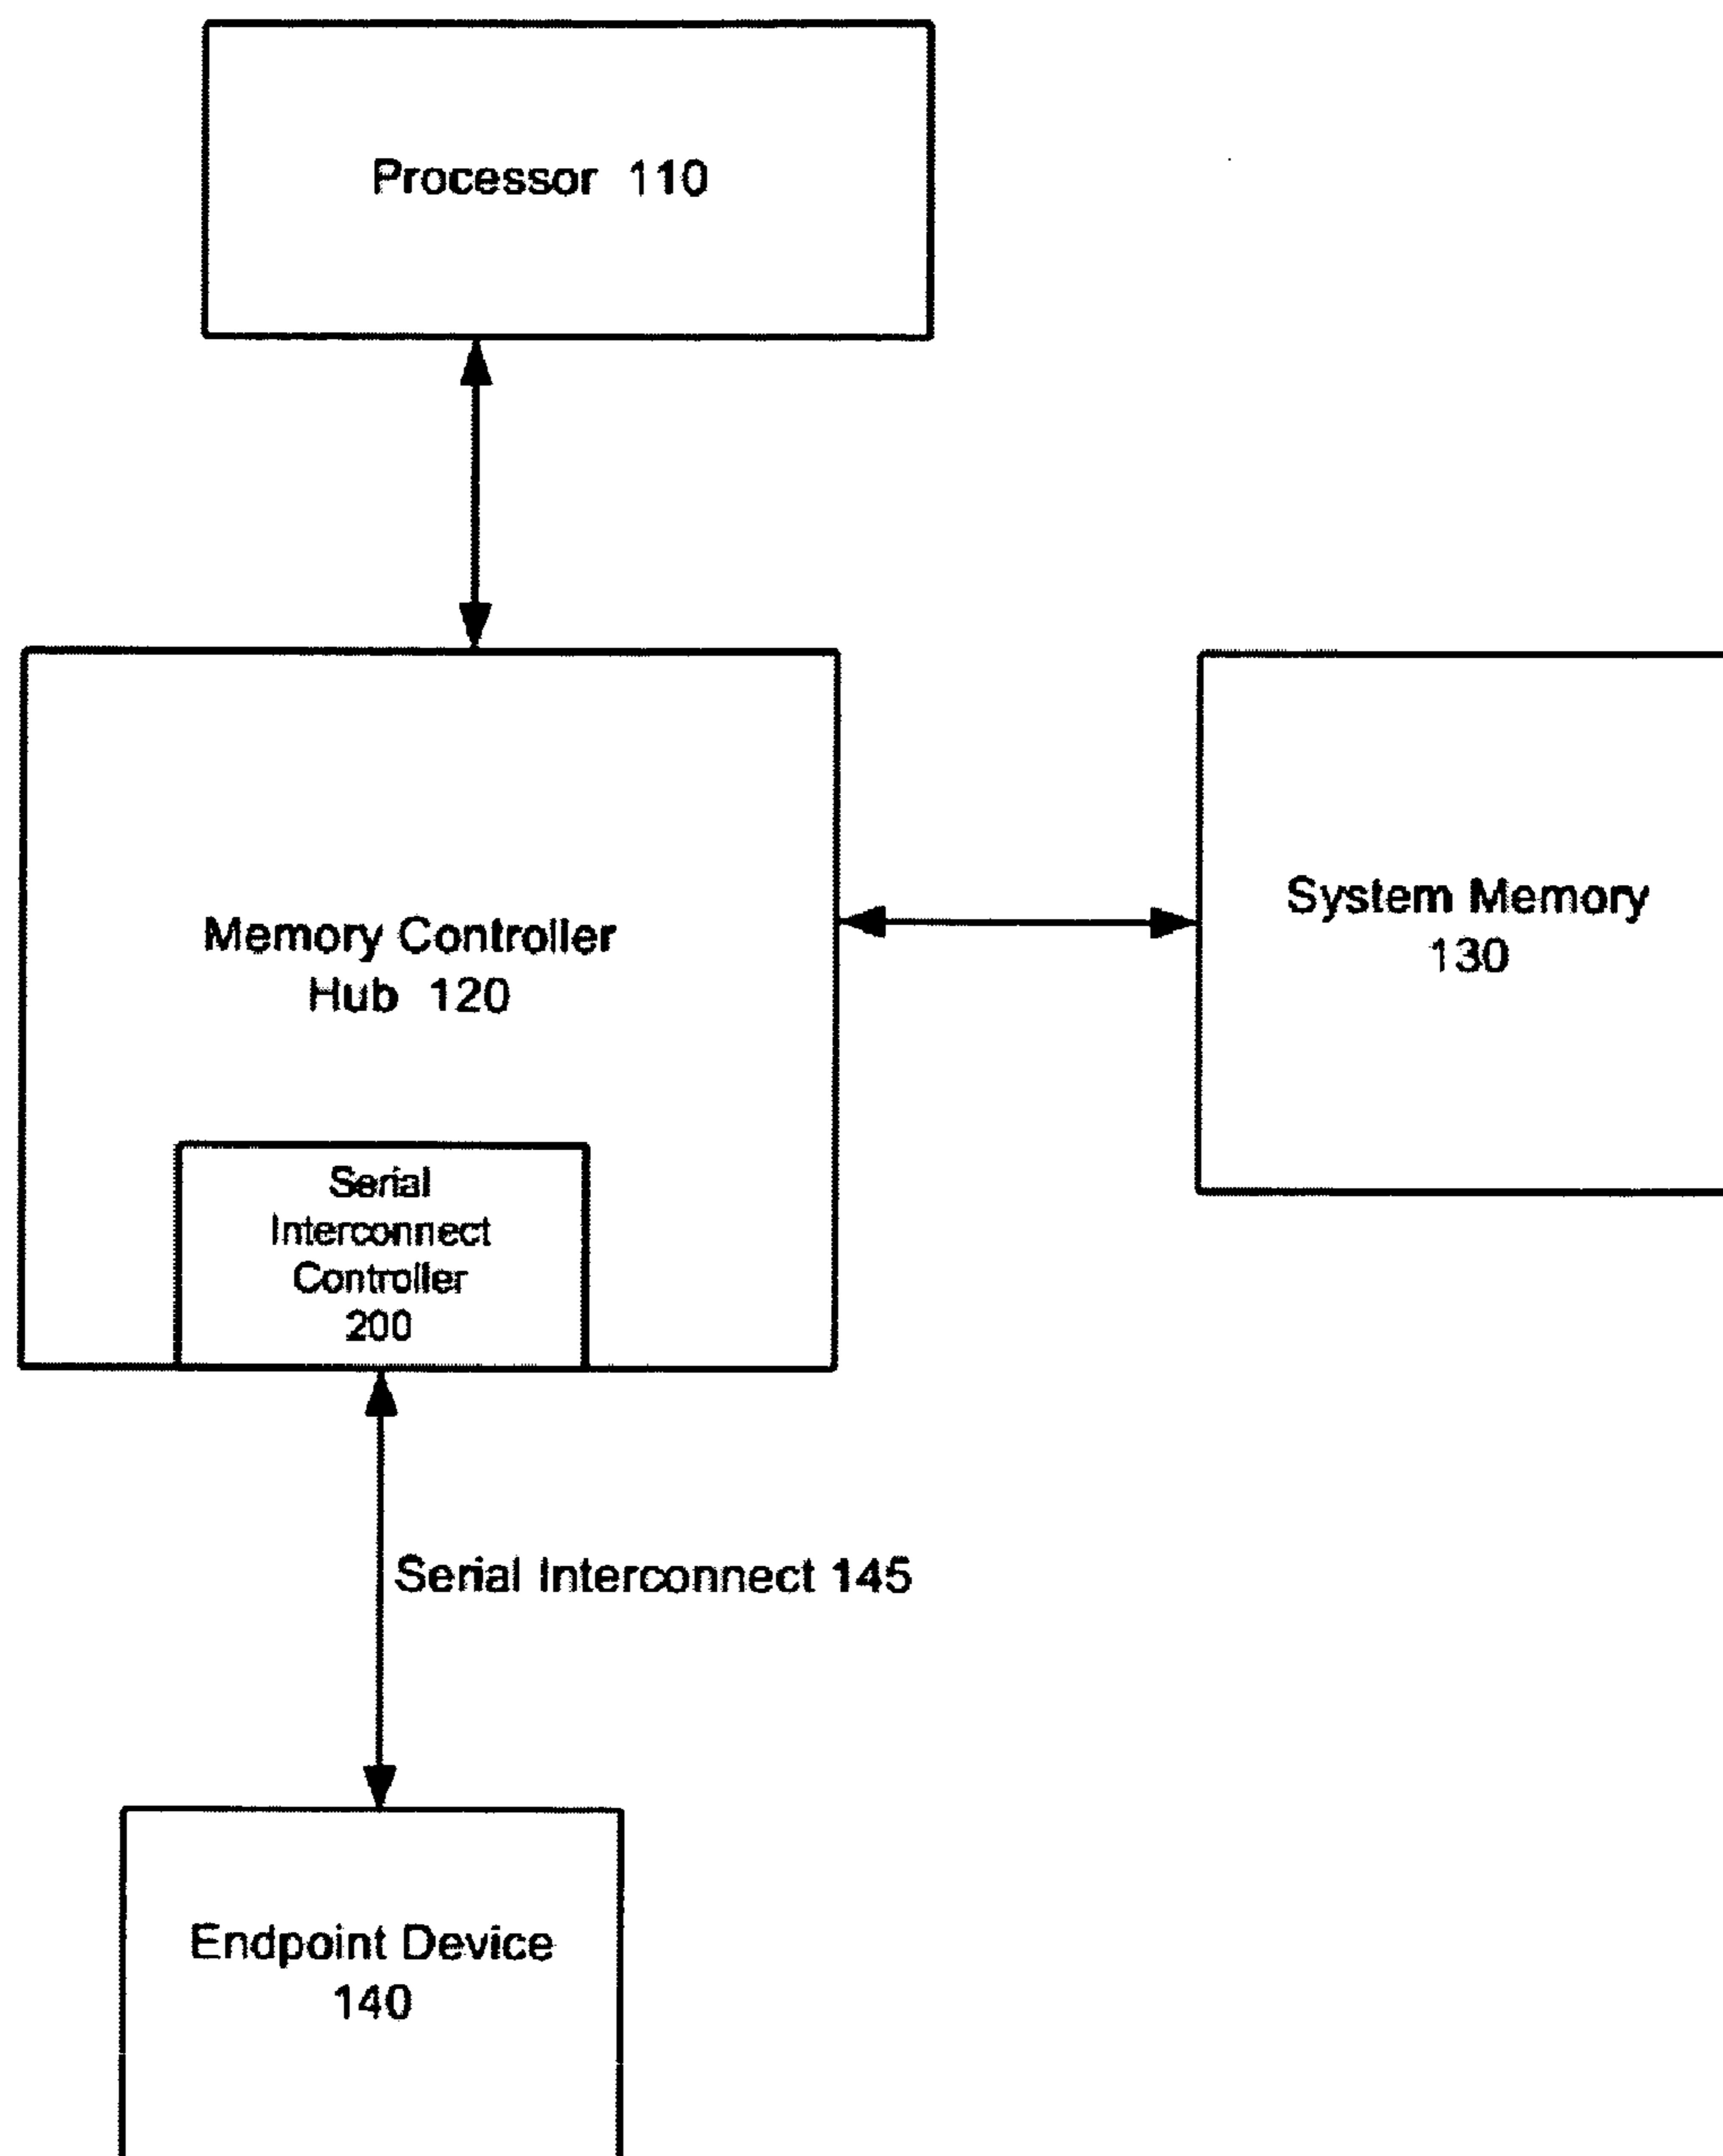 Processor 110
Memory Controller
Hub 120
System Memory
130
Serial
Interconnect
Controller
200
Serial Interconnect 145
Endpoint Device
140